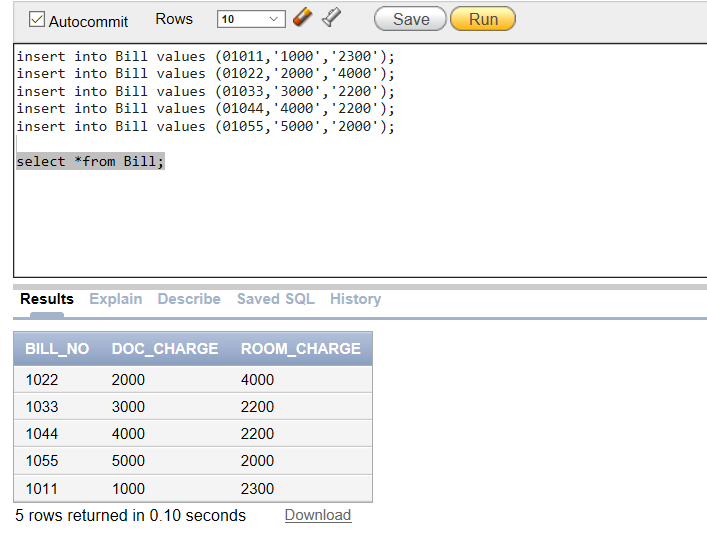 Autocommit Rows 10 Save Run
insert into Bill values (01011,'1000','2300');
insert into Bill values (01022,'2000','4000');
insert into Bill values (01033,'3000','2200');
insert into Bill values (01044,'4000','2200');
insert into Bill values (01055,'5000','2000');
select *from Bill;
Results Explain Describe Saved SQL History
BILL_NO DOC_CHARGE ROOM_CHARGE
1022 2000 4000
1033 3000 2200
1044 4000 2200
1055 5000 2000
1011 1000 2300
5 rows returned in 0.10 seconds Download